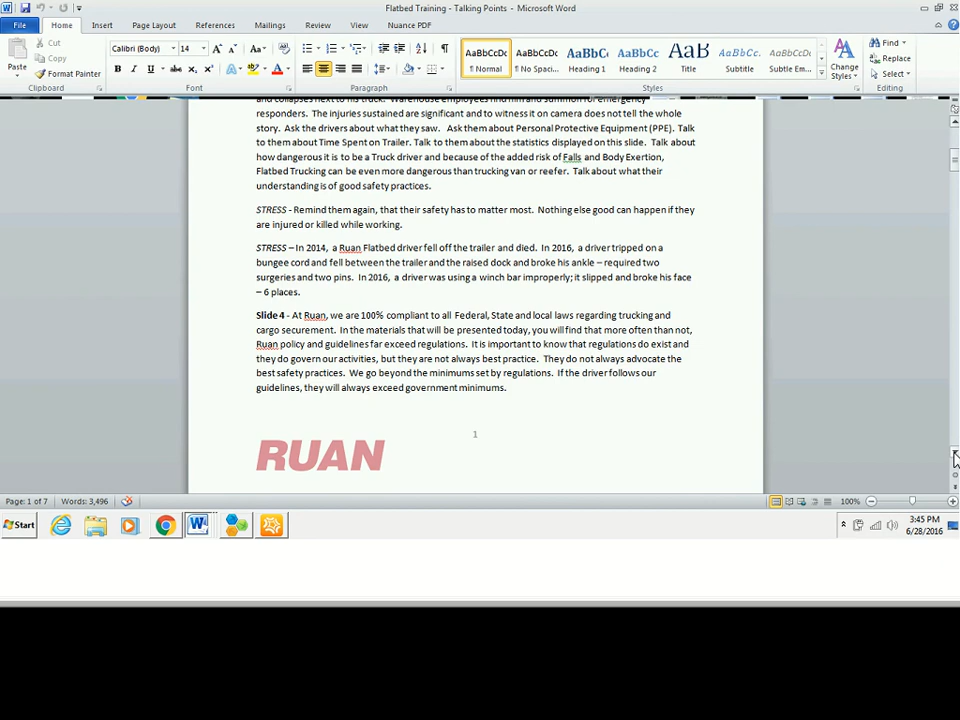 Flatbed Training - Talking Points - Microsoft Word
File Home Insert Page Layout References Mailings Review View Nuance PDF
Paste Cut Copy Format Painter
Calibri (Body) 14
AaBbCcDc AaBbCcDc AaBbC AaBbCc AaB AaBbCc. AaBbCcDc
¶ Normal ¶ No Spaci... Heading 1 Heading 2 Title Subtitle Subtle Em...
Change Styles
Find Replace Select
Clipboard Font Paragraph Styles Editing
and collapses next to his truck. Warehouse employees find him and summon for emergency
responders. The injuries sustained are significant and to witness it on camera does not tell the whole
story. Ask the drivers about what they saw. Ask them about Personal Protective Equipment (PPE). Talk
to them about Time Spent on Trailer. Talk to them about the statistics displayed on this slide. Talk about
how dangerous it is to be a Truck driver and because of the added risk of Falls and Body Exertion,
Flatbed Trucking can be even more dangerous than trucking van or reefer. Talk about what their
understanding is of good safety practices.
STRESS - Remind them again, that their safety has to matter most. Nothing else good can happen if they
are injured or killed while working.
STRESS – In 2014, a Ruan Flatbed driver fell off the trailer and died. In 2016, a driver tripped on a
bungee cord and fell between the trailer and the raised dock and broke his ankle – required two
surgeries and two pins. In 2016, a driver was using a winch bar improperly; it slipped and broke his face
– 6 places.
Slide 4 - At Ruan, we are 100% compliant to all Federal, State and local laws regarding trucking and
cargo securement. In the materials that will be presented today, you will find that more often than not,
Ruan policy and guidelines far exceed regulations. It is important to know that regulations do exist and
they do govern our activities, but they are not always best practice. They do not always advocate the
best safety practices. We go beyond the minimums set by regulations. If the driver follows our
guidelines, they will always exceed government minimums.
1
RUAN
Page: 1 of 7 Words: 3,496 100%
Start 3:45 PM
6/28/2016